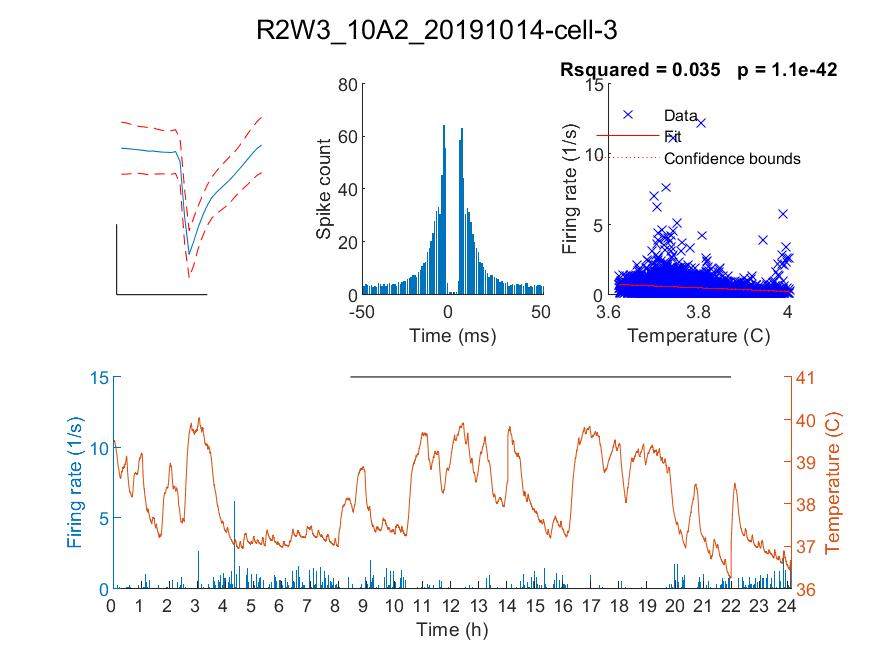 R2W3_10A2_20191014-cell-3
80
60
40
20
0
Spike count
-50
0
50
Time (ms)
Rsquared = 0.035 p = 1.1e-42
15
10
5
0
Firing rate (1/s)
Data
Fit
Confidence bounds
3.6
3.8
4
Temperature (C)
15
10
5
0
Firing rate (1/s)
41
40
39
38
37
36
Temperature (C)
0 1 2 3 4 5 6 7 8 9 10 11 12 13 14 15 16 17 18 19 20 21 22 23 24
Time (h)